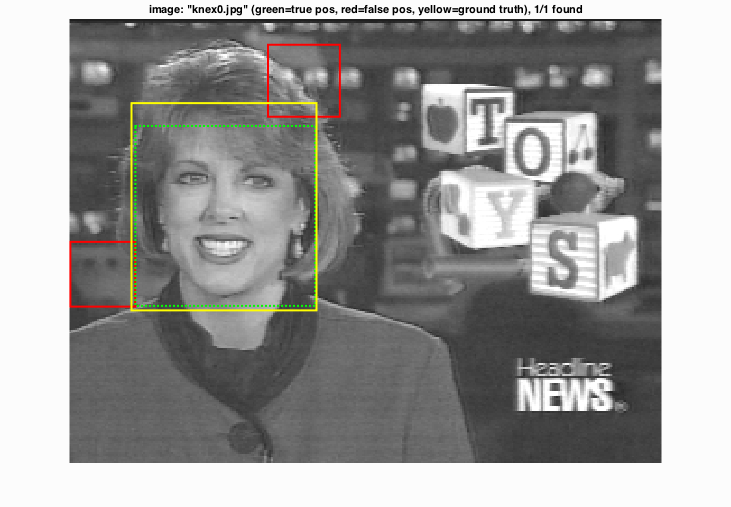 image: "knex0.jpg" (green=true pos, red=false pos, yellow=ground truth), 1/1 found
T
O
Y
S
Headline
NEWS